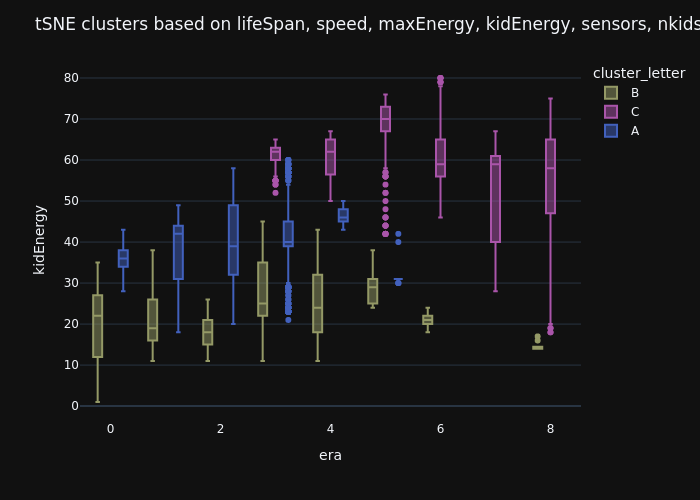 tSNE clusters based on lifeSpan, speed, maxEnergy, kidEnergy, sensors, nkids
cluster_letter
B
C
A
kidEnergy
80
70
60
50
40
30
20
10
0
0 2 4 6 8
era